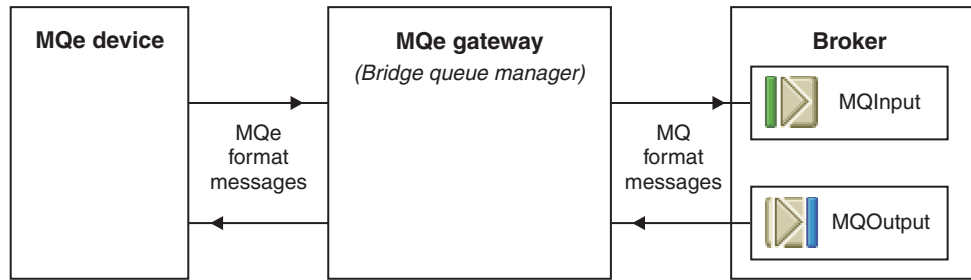 MQe device
MQe gateway
(Bridge queue manager)
Broker
MQInput
MQe
format
messages
MQ
format
messages
MQOutput